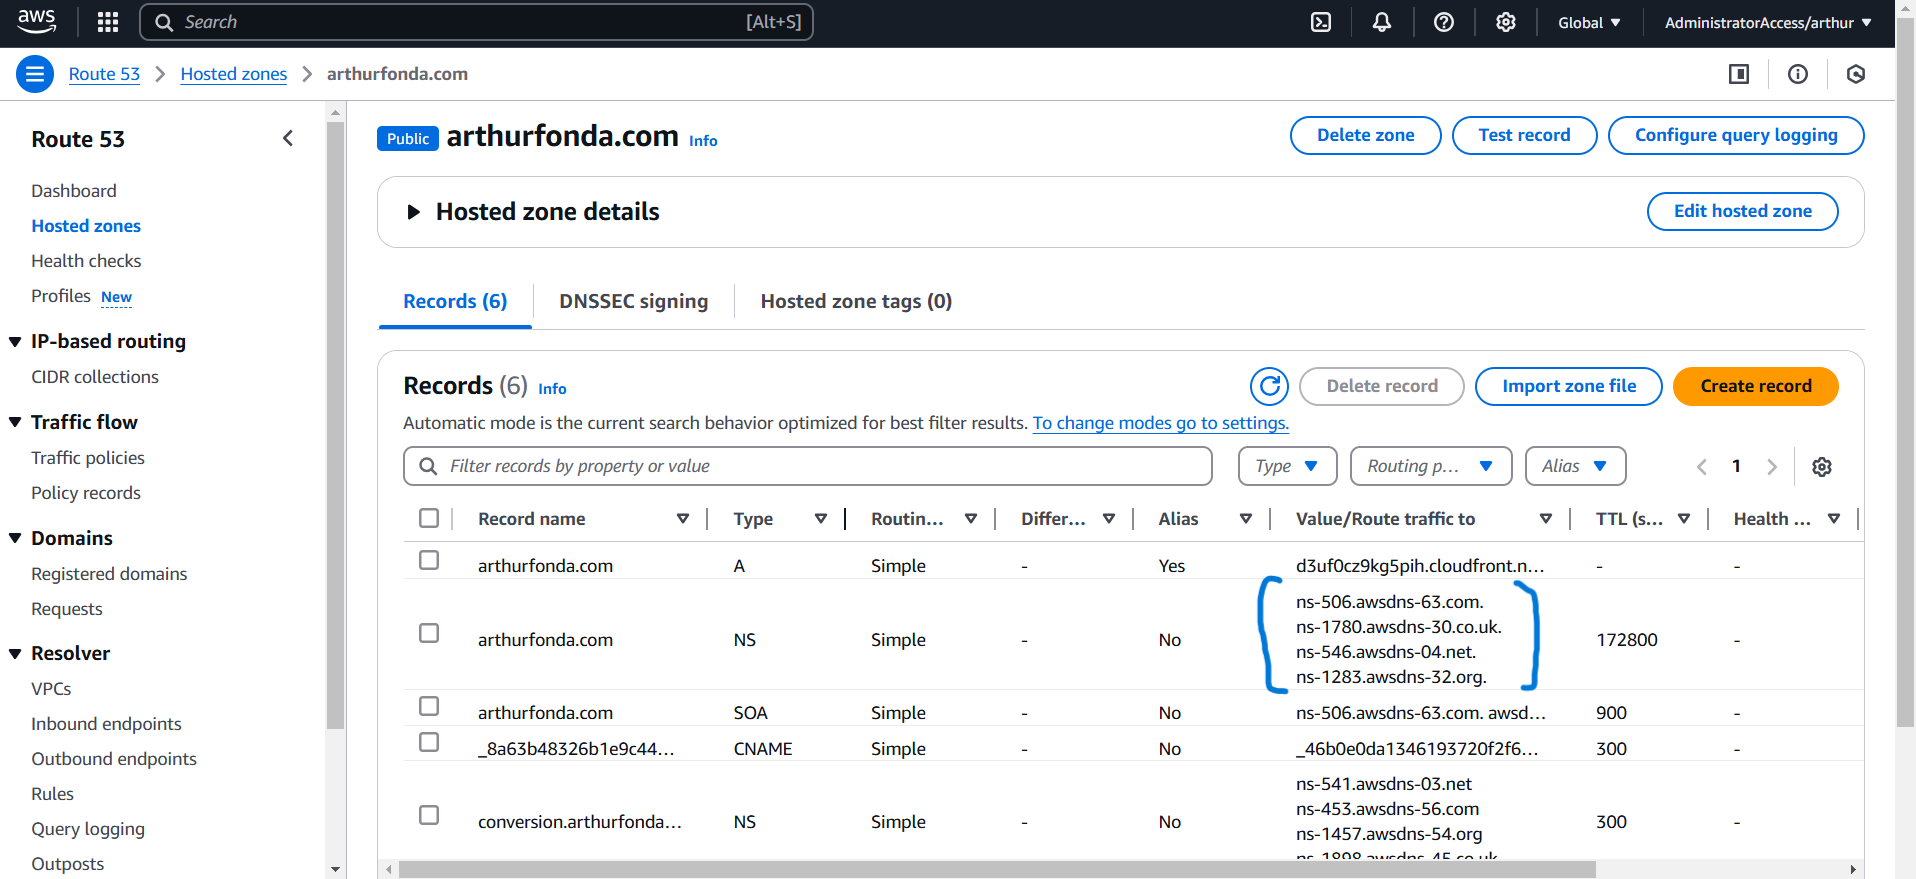 aws
Search
[Alt+S]
Global
AdministratorAccess/arthur
Route 53
Hosted zones
arthurfonda.com
Route 53
Dashboard
Hosted zones
Health checks
Profiles New
IP-based routing
CIDR collections
Traffic flow
Traffic policies
Policy records
Domains
Registered domains
Requests
Resolver
VPCs
Inbound endpoints
Outbound endpoints
Rules
Query logging
Outposts
Public arthurfonda.com Info
Delete zone
Test record
Configure query logging
Hosted zone details
Edit hosted zone
Records (6)
DNSSEC signing
Hosted zone tags (0)
Records (6) Info
Delete record
Import zone file
Create record
Automatic mode is the current search behavior optimized for best filter results. To change modes go to settings.
Filter records by property or value
Type
Routing p...
Alias
1
Record name Type Routin... Differ... Alias Value/Route traffic to TTL (s... Health ...
arthurfonda.com A Simple - Yes d3uf0cz9kg5pih.cloudfront.n... - -
ns-506.awsdns-63.com.
ns-1780.awsdns-30.co.uk.
arthurfonda.com NS Simple - No 172800 -
ns-546.awsdns-04.net.
ns-1283.awsdns-32.org.
arthurfonda.com SOA Simple - No ns-506.awsdns-63.com. awsd... 900 -
_8a63b48326b1e9c44... CNAME Simple - No _46b0e0da1346193720f2f6... 300 -
ns-541.awsdns-03.net
ns-453.awsdns-56.com
conversion.arthurfonda... NS Simple - No 300 -
ns-1457.awsdns-54.org
ns-1898.awsdns-45.co.uk